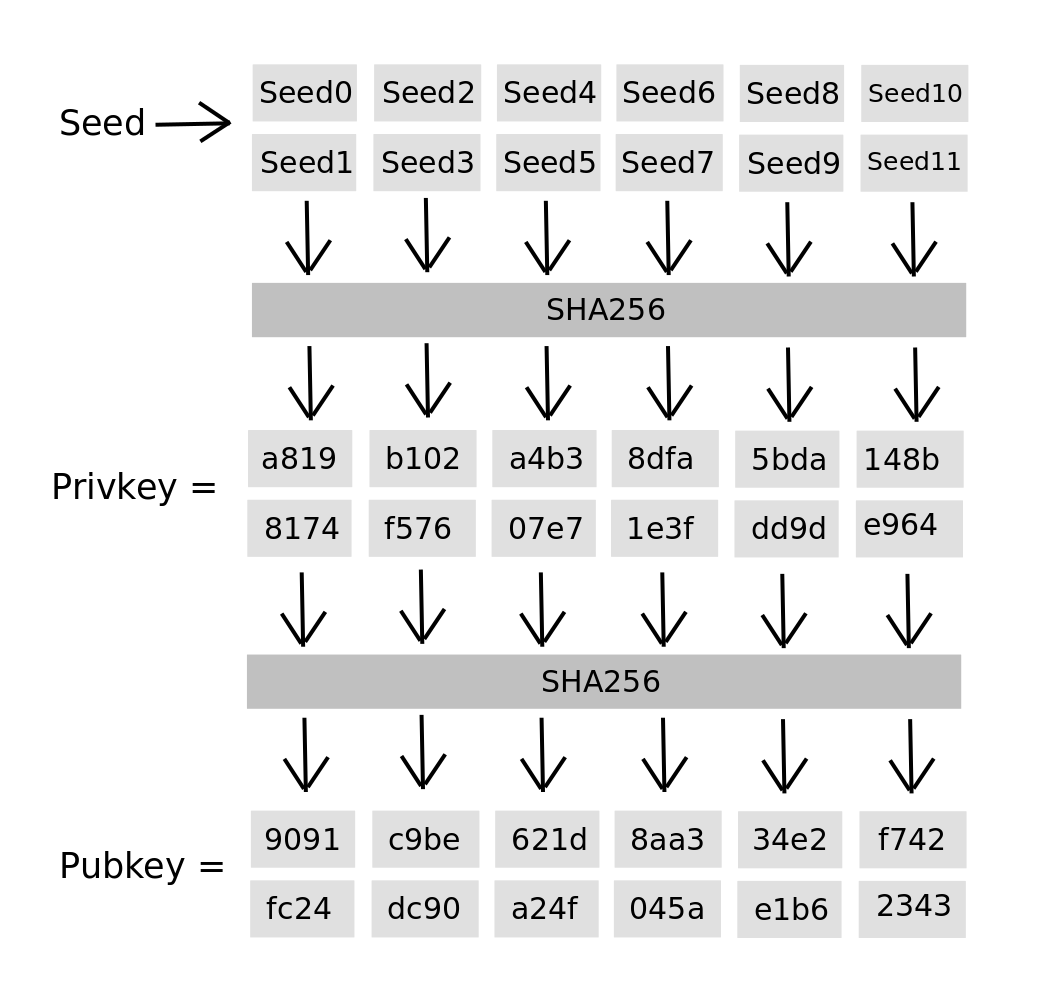 Seed0 Seed2 Seed4 Seed6 Seed8 Seed10
Seed
Seed1 Seed3 Seed5 Seed7 Seed9 Seed11
SHA256
a819 b102 a4b3 8dfa 5bda 148b
Privkey =
8174 f576 07e7 1e3f dd9d e964
SHA256
9091 c9be 621d 8aa3 34e2 f742
Pubkey =
fc24 dc90 a24f 045a e1b6 2343